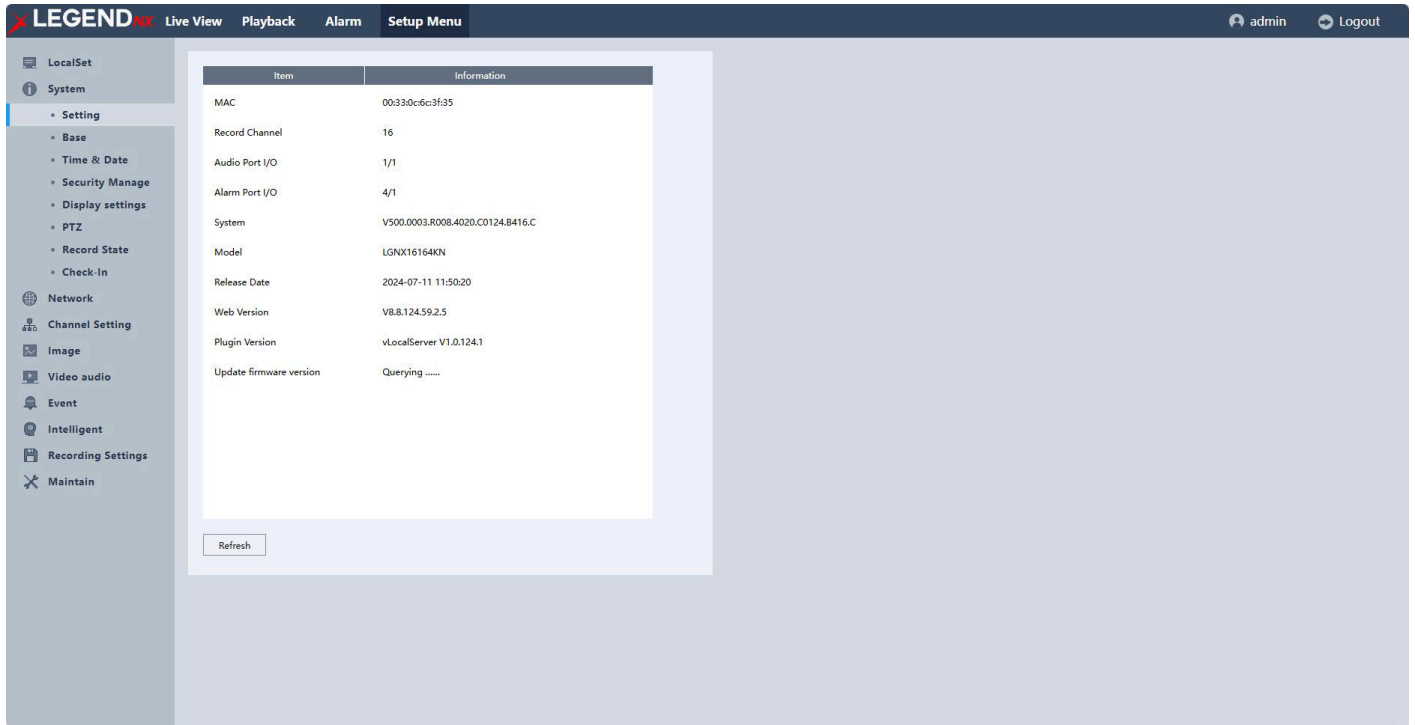 LEGEND NX Live View Playback Alarm Setup Menu admin Logout
LocalSet
System
Setting
Base
Time & Date
Security Manage
Display settings
PTZ
Record State
Check-In
Network
Channel Setting
Image
Video audio
Event
Intelligent
Recording Settings
Maintain
Item Information
MAC 00:33:0c:6c:3f:35
Record Channel 16
Audio Port I/O 1/1
Alarm Port I/O 4/1
System V500.0003.R008.4020.C0124.B416.C
Model LGNX16164KN
Release Date 2024-07-11 11:50:20
Web Version V8.8.124.59.2.5
Plugin Version vLocalServer V1.0.124.1
Update firmware version Querying ......
Refresh